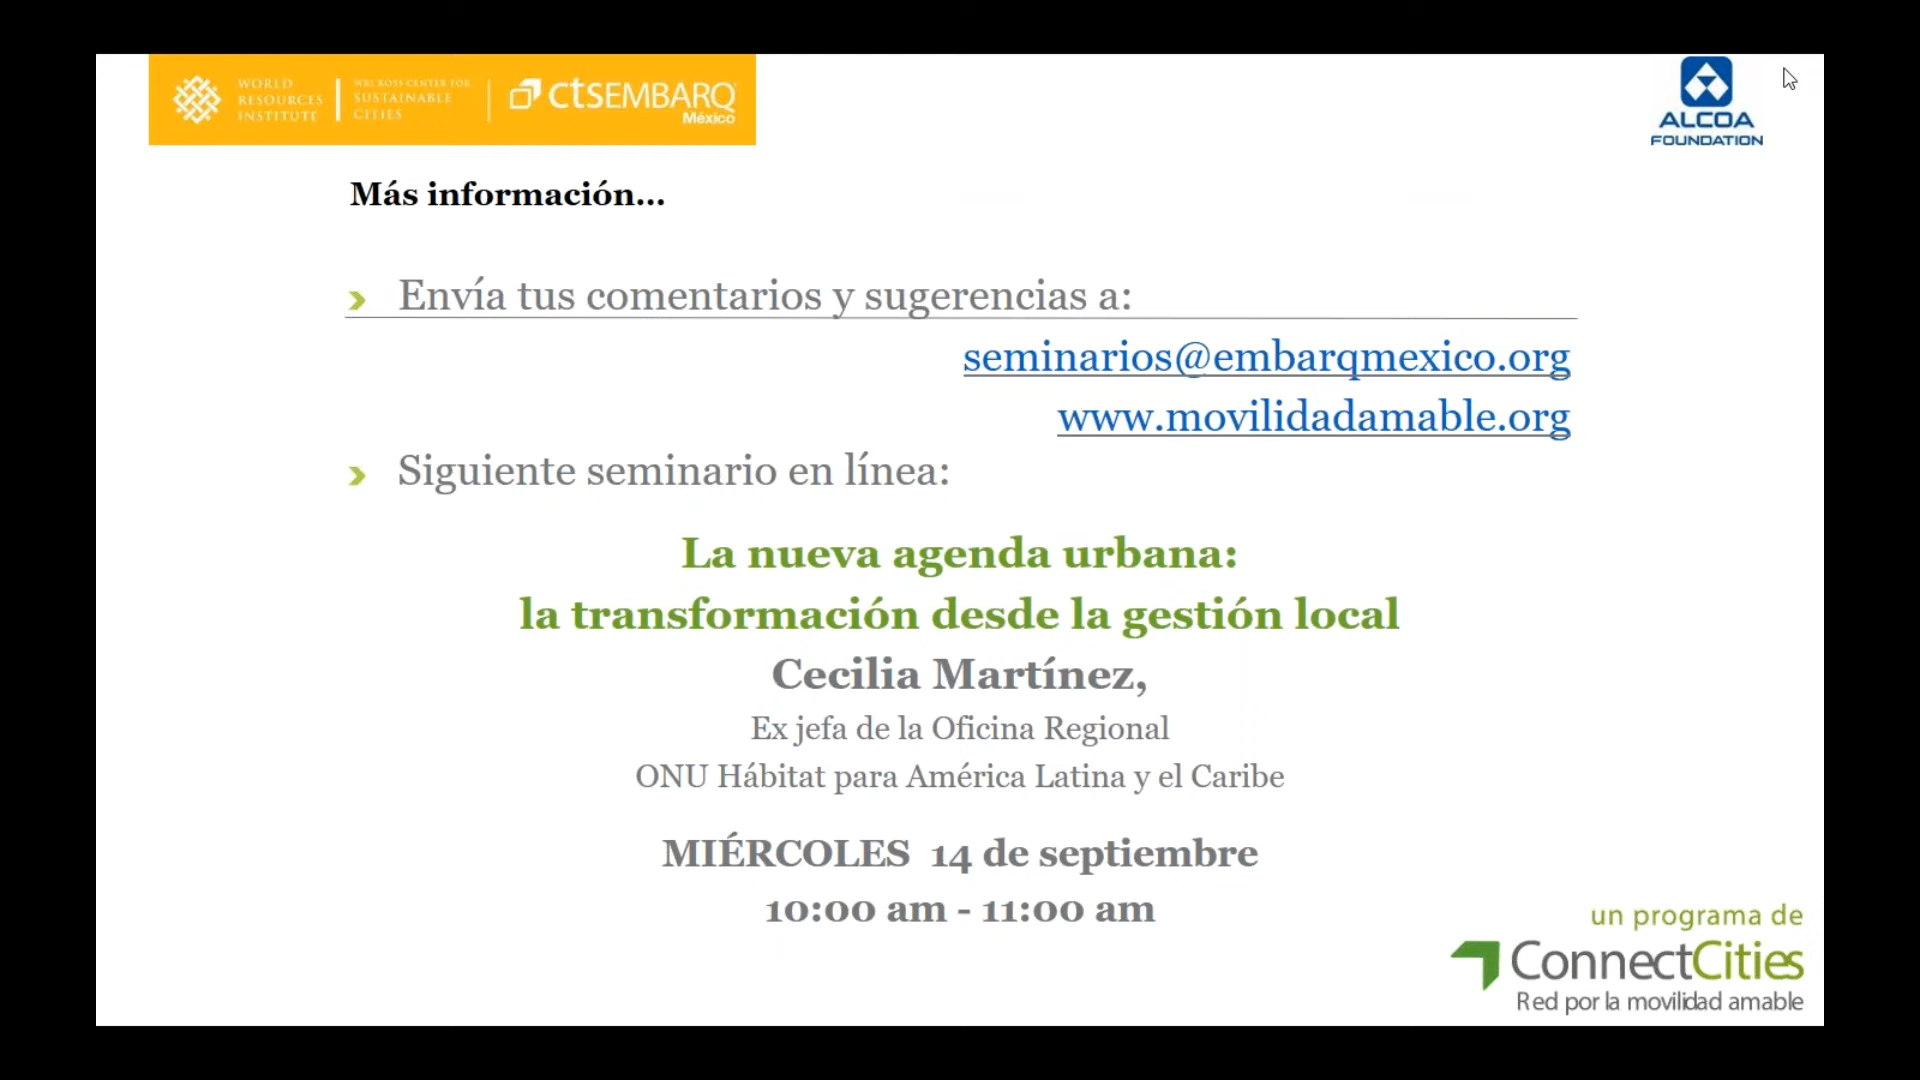 WORLD
RESOURCES
INSTITUTE
WRI ROSS CENTER FOR
SUSTAINABLE
CITIES
ctsEMBARQ
México
ALCOA
FOUNDATION
Más información...
Envía tus comentarios y sugerencias a:
seminarios@embarqmexico.org
www.movilidadamable.org
Siguiente seminario en línea:
La nueva agenda urbana:
la transformación desde la gestión local
Cecilia Martínez,
Ex jefa de la Oficina Regional
ONU Hábitat para América Latina y el Caribe
MIÉRCOLES 14 de septiembre
10:00 am - 11:00 am
un programa de
ConnectCities
Red por la movilidad amable